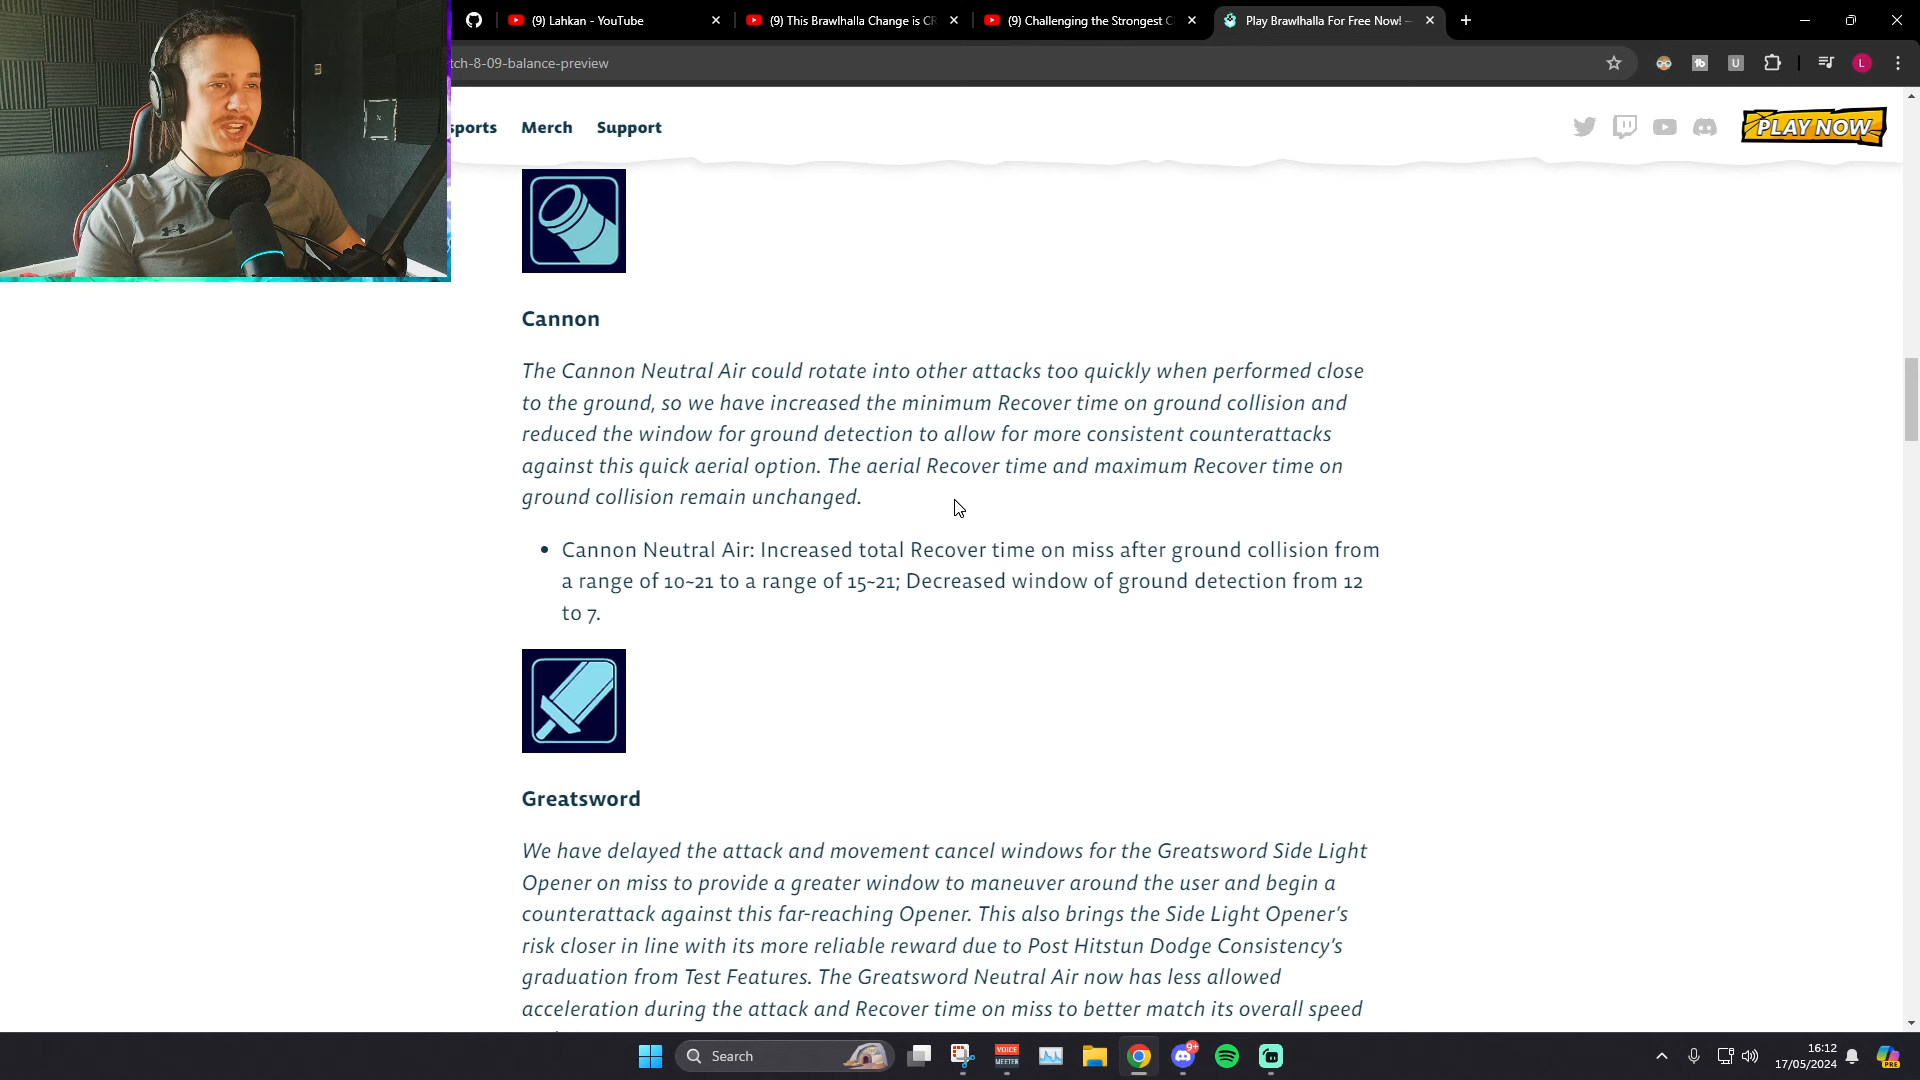 (9) Lahkan - YouTube
(9) This Brawlhalla Change is CR
(9) Challenging the Strongest C
Play Brawlhalla For Free Now! –
tch-8-09-balance-preview
sports Merch Support
PLAY NOW
Cannon
The Cannon Neutral Air could rotate into other attacks too quickly when performed close
to the ground, so we have increased the minimum Recover time on ground collision and
reduced the window for ground detection to allow for more consistent counterattacks
against this quick aerial option. The aerial Recover time and maximum Recover time on
ground collision remain unchanged.
• Cannon Neutral Air: Increased total Recover time on miss after ground collision from
a range of 10~21 to a range of 15~21; Decreased window of ground detection from 12
to 7.
Greatsword
We have delayed the attack and movement cancel windows for the Greatsword Side Light
Opener on miss to provide a greater window to maneuver around the user and begin a
counterattack against this far-reaching Opener. This also brings the Side Light Opener's
risk closer in line with its more reliable reward due to Post Hitstun Dodge Consistency's
graduation from Test Features. The Greatsword Neutral Air now has less allowed
acceleration during the attack and Recover time on miss to better match its overall speed
Search
VOICE
MEETER
9+
16:12
17/05/2024
PRE
L
U